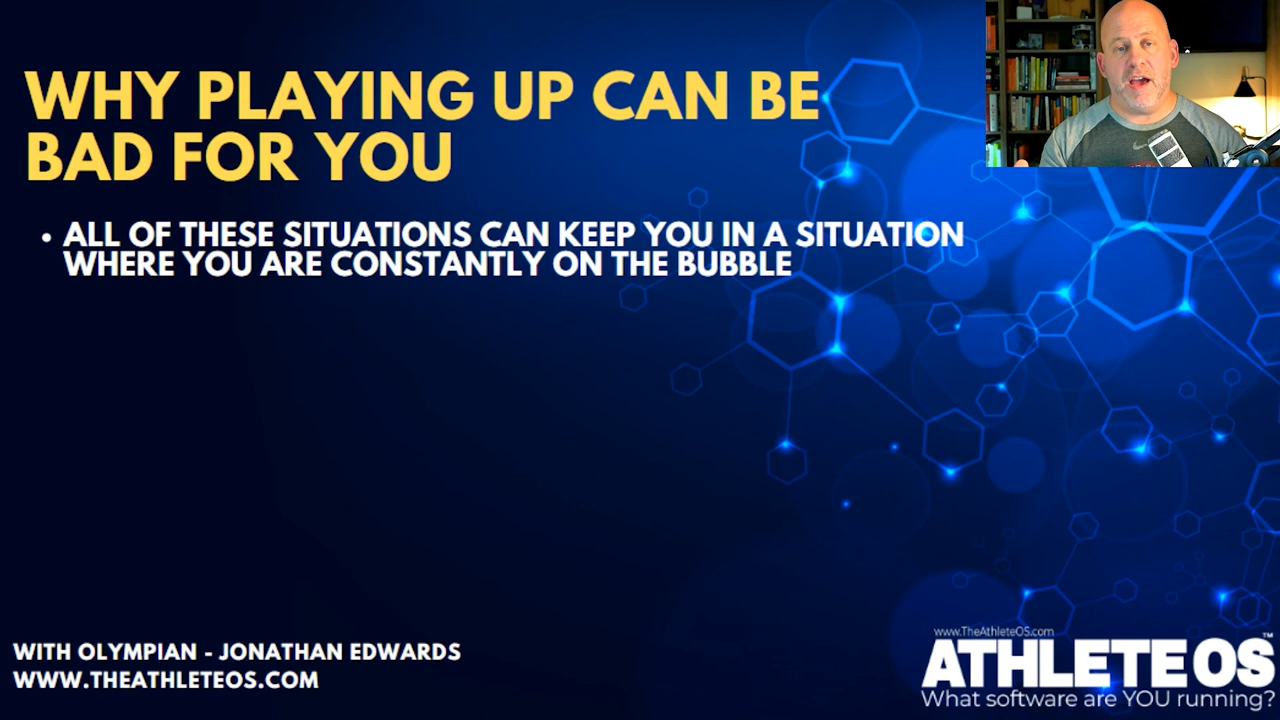 WHY PLAYING UP CAN BE
BAD FOR YOU
• ALL OF THESE SITUATIONS CAN KEEP YOU IN A SITUATION
WHERE YOU ARE CONSTANTLY ON THE BUBBLE
WITH OLYMPIAN - JONATHAN EDWARDS
WWW.THEATHLETEOS.COM
www.TheAthleteOS.com
ATHLETE OS™
What software are YOU running?